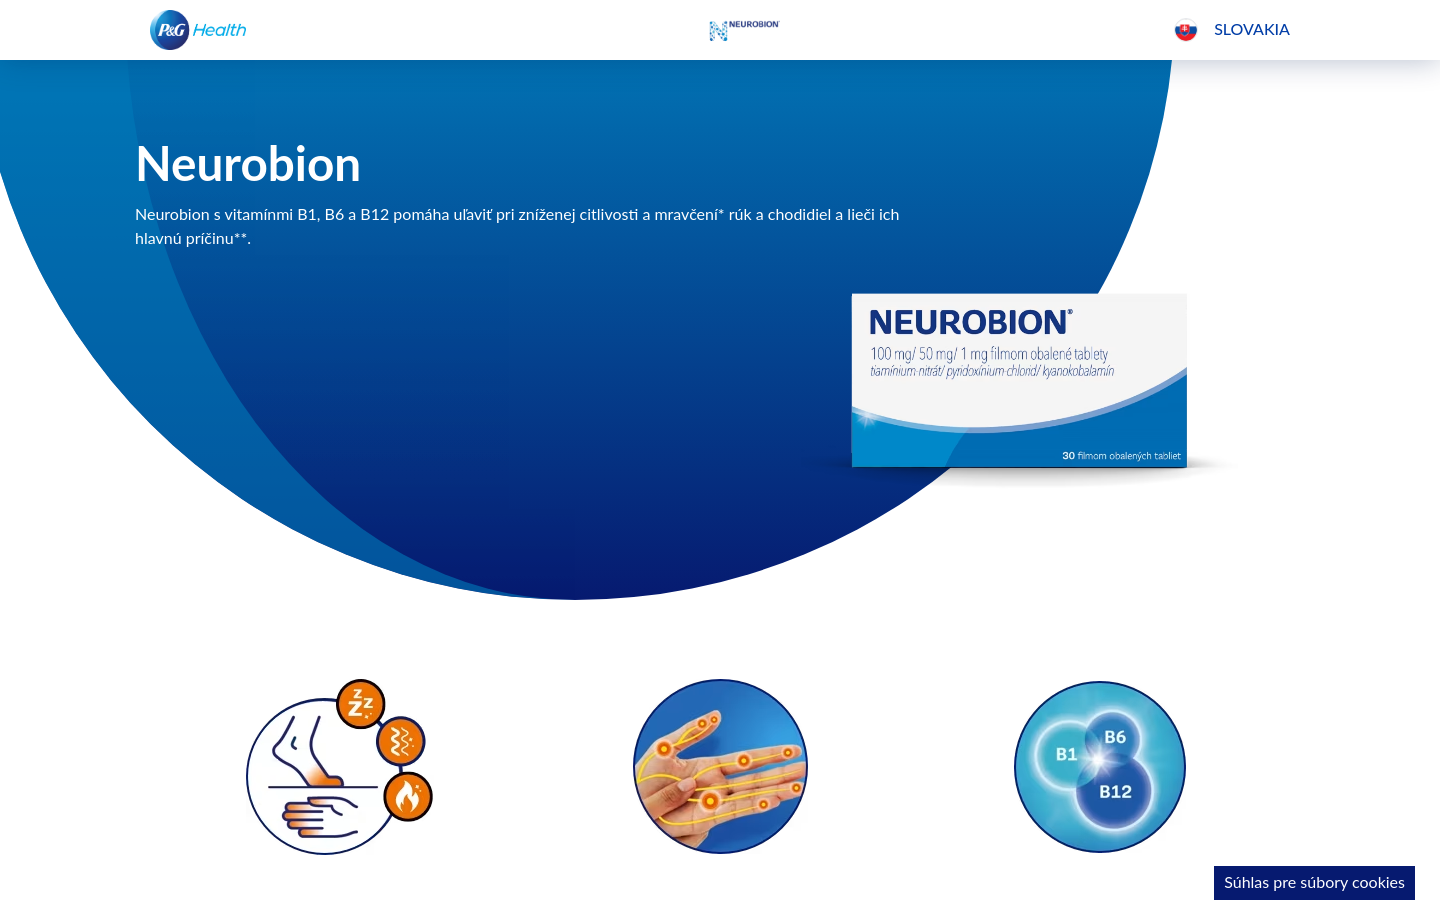 P&G Health
NEUROBION
SLOVAKIA
Neurobion
Neurobion s vitamínmi B1, B6 a B12 pomáha uľaviť pri zníženej citlivosti a mravčení* rúk a chodidiel a lieči ich
hlavnú príčinu**.
NEUROBION®
100 mg/ 50 mg/ 1 mg filmom obalené tablety
tiamínium-nitrát/ pyridoxínium-chlorid/ kyanokobalamín
30 filmom obalených tabliet
z z z
B1
B6
B12
Súhlas pre súbory cookies